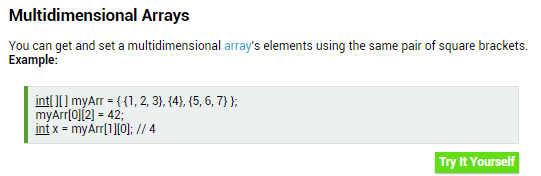 Multidimensional Arrays
You can get and set a multidimensional array's elements using the same pair of square brackets.
Example:
int[ ][ ] myArr = { {1, 2, 3}, {4}, {5, 6, 7} };
myArr[0][2] = 42;
int x = myArr[1][0]; // 4
Try It Yourself